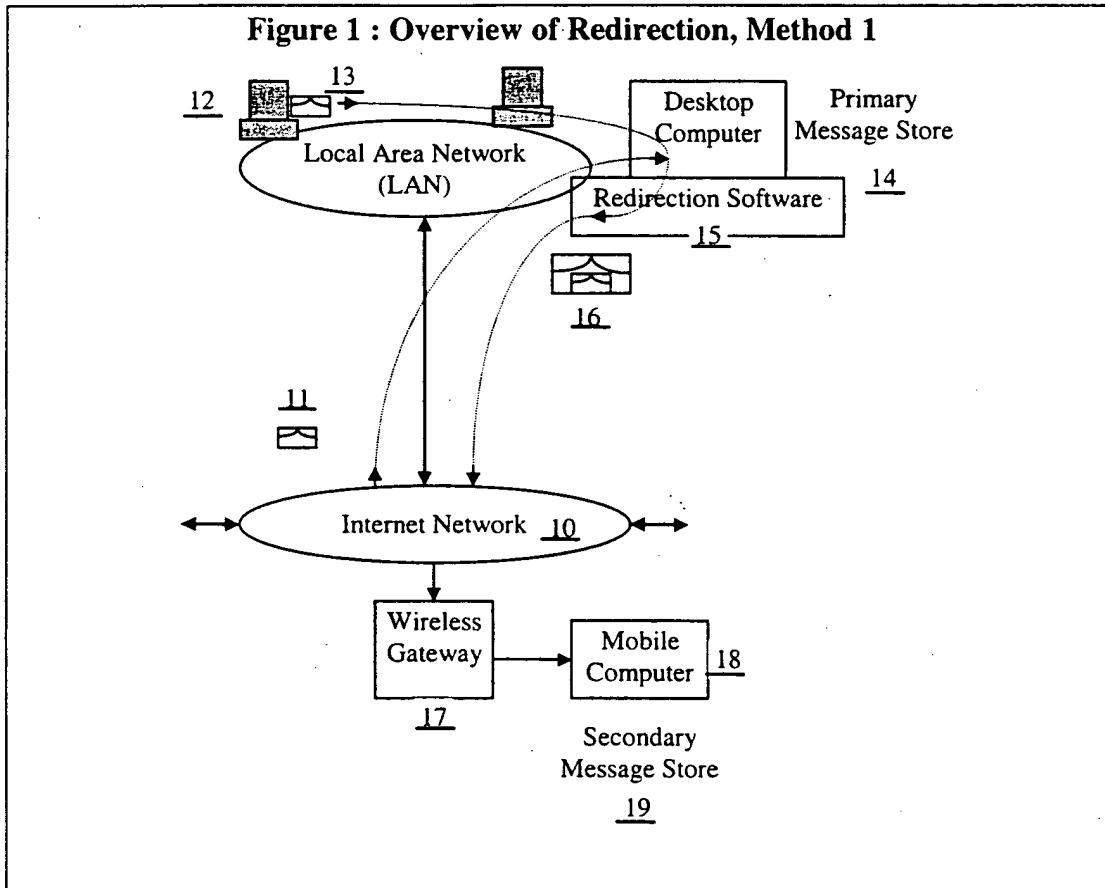 Figure 1 : Overview of Redirection, Method 1
12
13
Desktop
Computer
Primary
Message Store
14
Local Area Network
(LAN)
Redirection Software
15
16
11
Internet Network 10
Wireless
Gateway
17
Mobile
Computer
18
Secondary
Message Store
19